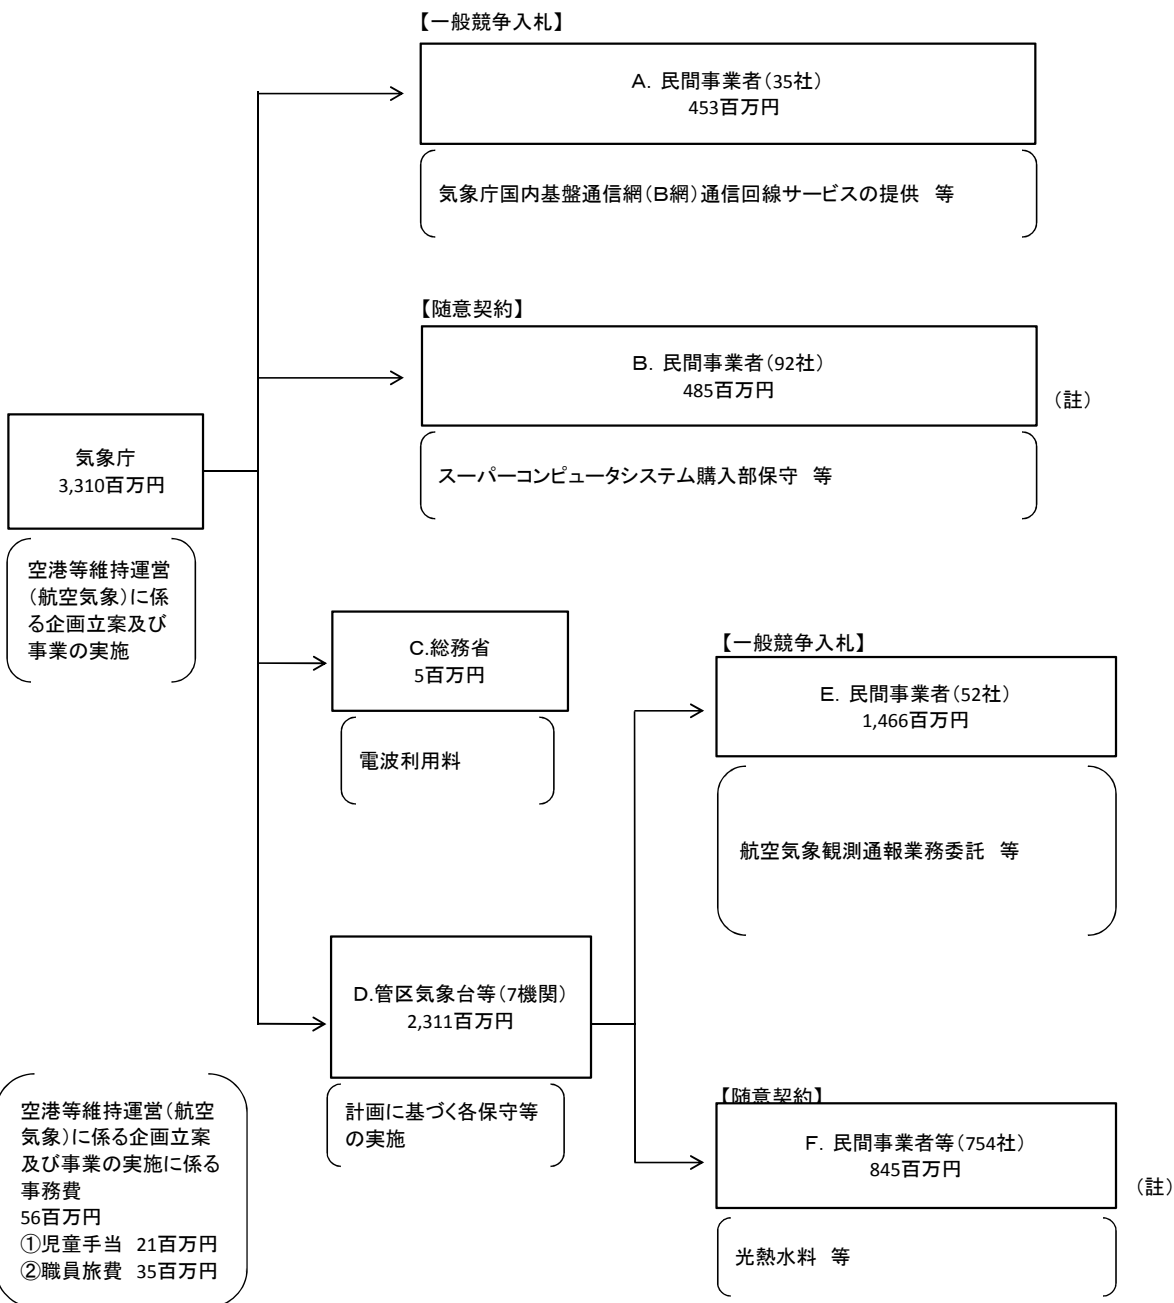 【一般競争入札】
A. 民間事業者(35社)
453百万円
気象庁国内基盤通信網(B網)通信回線サービスの提供 等
【随意契約】
B. 民間事業者(92社)
485百万円
(註)
スーパーコンピュータシステム購入部保守 等
気象庁
3,310百万円
空港等維持運営
(航空気象)に係
る企画立案及び
事業の実施
C.総務省
5百万円
電波利用料
【一般競争入札】
E. 民間事業者(52社)
1,466百万円
航空気象観測通報業務委託 等
D.管区気象台等(7機関)
2,311百万円
計画に基づく各保守等
の実施
【随意契約】
F. 民間事業者等(754社)
845百万円
(註)
光熱水料 等
空港等維持運営(航空
気象)に係る企画立案
及び事業の実施に係る
事務費
56百万円
①児童手当 21百万円
②職員旅費 35百万円